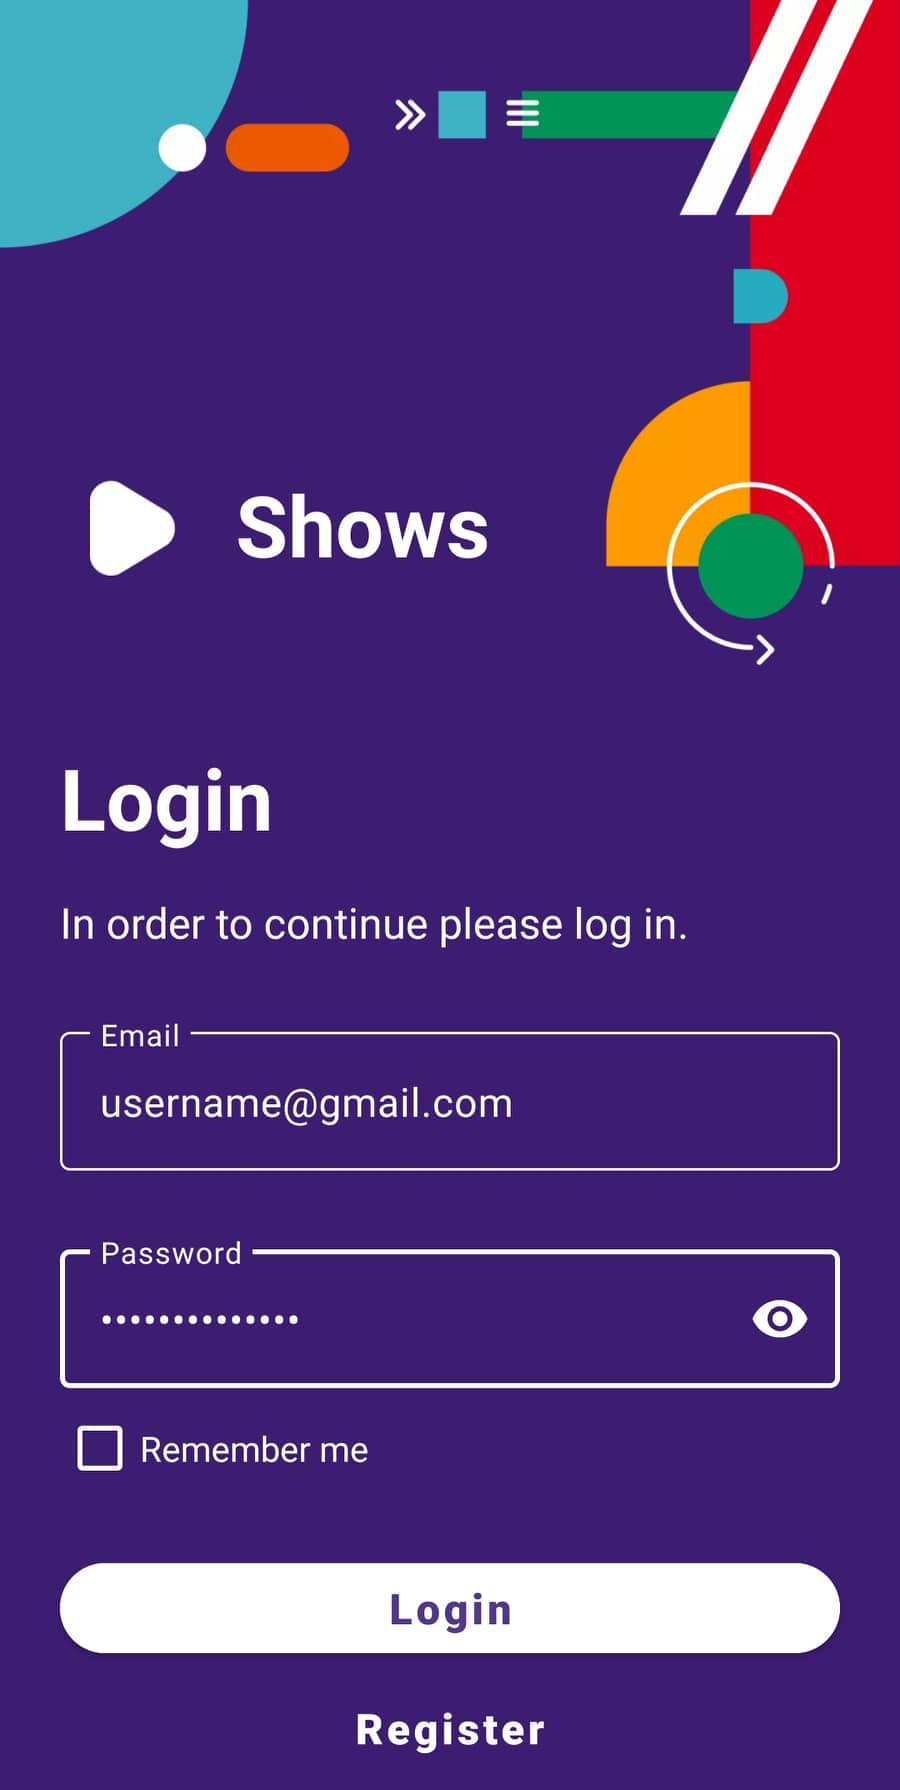 Shows
Login
In order to continue please log in.
Email
username@gmail.com
Password
••••••••••••••
Remember me
Login
Register